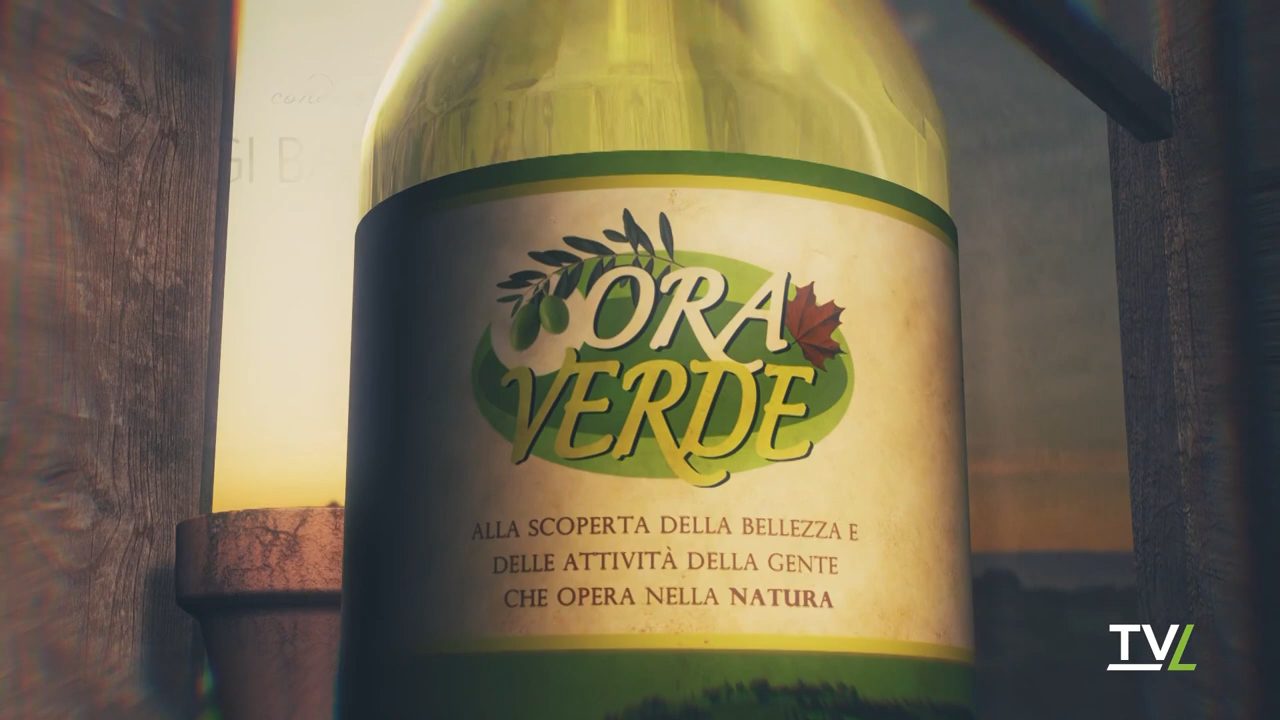 ORA
VERDE
ALLA SCOPERTA DELLA BELLEZZA E
DELLE ATTIVITÀ DELLA GENTE
CHE OPERA NELLA NATURA
TVL